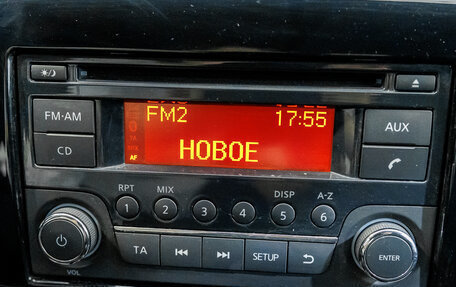 FM·AM
CD
FM2 17:55
TA
AF
НОВОЕ
AUX
RPT MIX DISP A-Z
1 2 3 4 5 6
VOL
TA
SETUP
ENTER